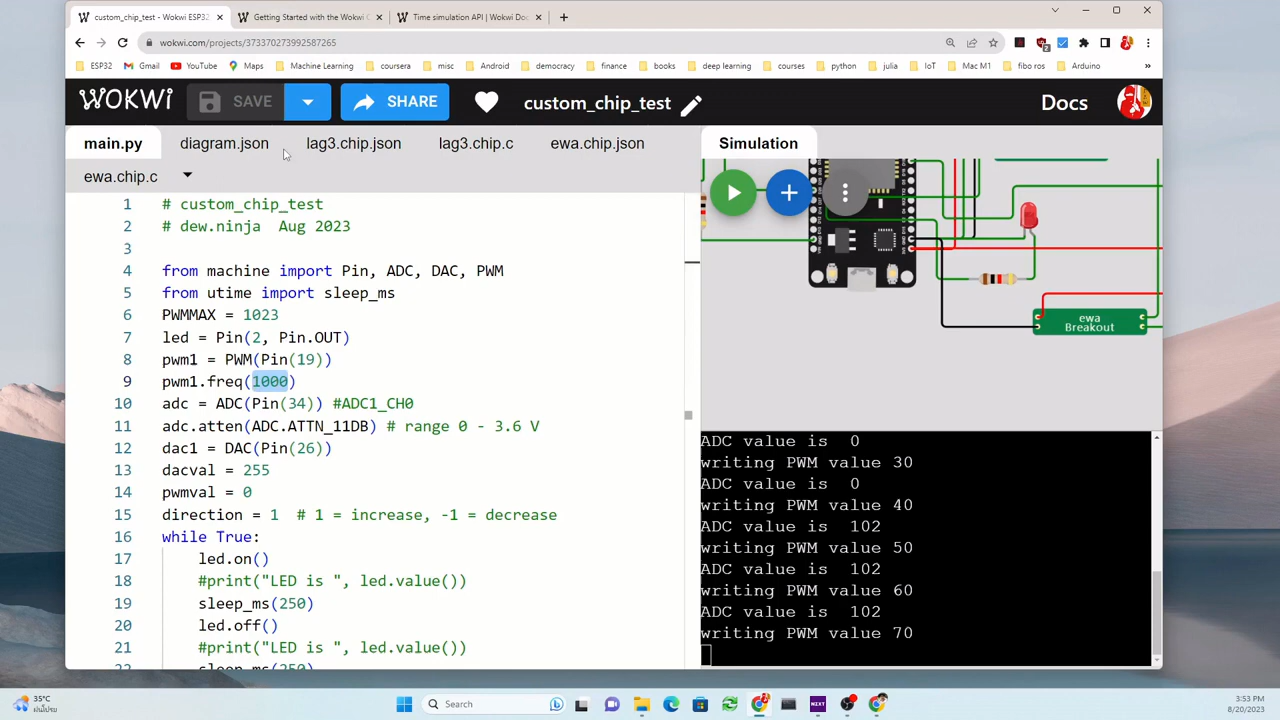 custom_chip_test - Wokwi ESP32
Getting Started with the Wokwi C
Time simulation API | Wokwi Doc
wokwi.com/projects/373370273992587265
ESP32
Gmail
YouTube
Maps
Machine Learning
coursera
misc
Android
democracy
finance
books
deep learning
courses
python
julia
IoT
Mac M1
fibo ros
Arduino
WOKWI
SAVE
SHARE
custom_chip_test
Docs
main.py
diagram.json
lag3.chip.json
lag3.chip.c
ewa.chip.json
ewa.chip.c
Simulation
1 # custom_chip_test
2 # dew.ninja  Aug 2023
3
4 from machine import Pin, ADC, DAC, PWM
5 from utime import sleep_ms
6 PWMMAX = 1023
7 led = Pin(2, Pin.OUT)
8 pwm1 = PWM(Pin(19))
9 pwm1.freq(1000)
10 adc = ADC(Pin(34)) #ADC1_CH0
11 adc.atten(ADC.ATTN_11DB) # range 0 - 3.6 V
12 dac1 = DAC(Pin(26))
13 dacval = 255
14 pwmval = 0
15 direction = 1  # 1 = increase, -1 = decrease
16 while True:
17 led.on()
18 #print("LED is ", led.value())
19 sleep_ms(250)
20 led.off()
21 #print("LED is ", led.value())
22 sleep_ms(250)
ewa
Breakout
ADC value is  0
writing PWM value 30
ADC value is  0
writing PWM value 40
ADC value is  102
writing PWM value 50
ADC value is  102
writing PWM value 60
ADC value is  102
writing PWM value 70
35°C
Search
3:53 PM
8/20/2023